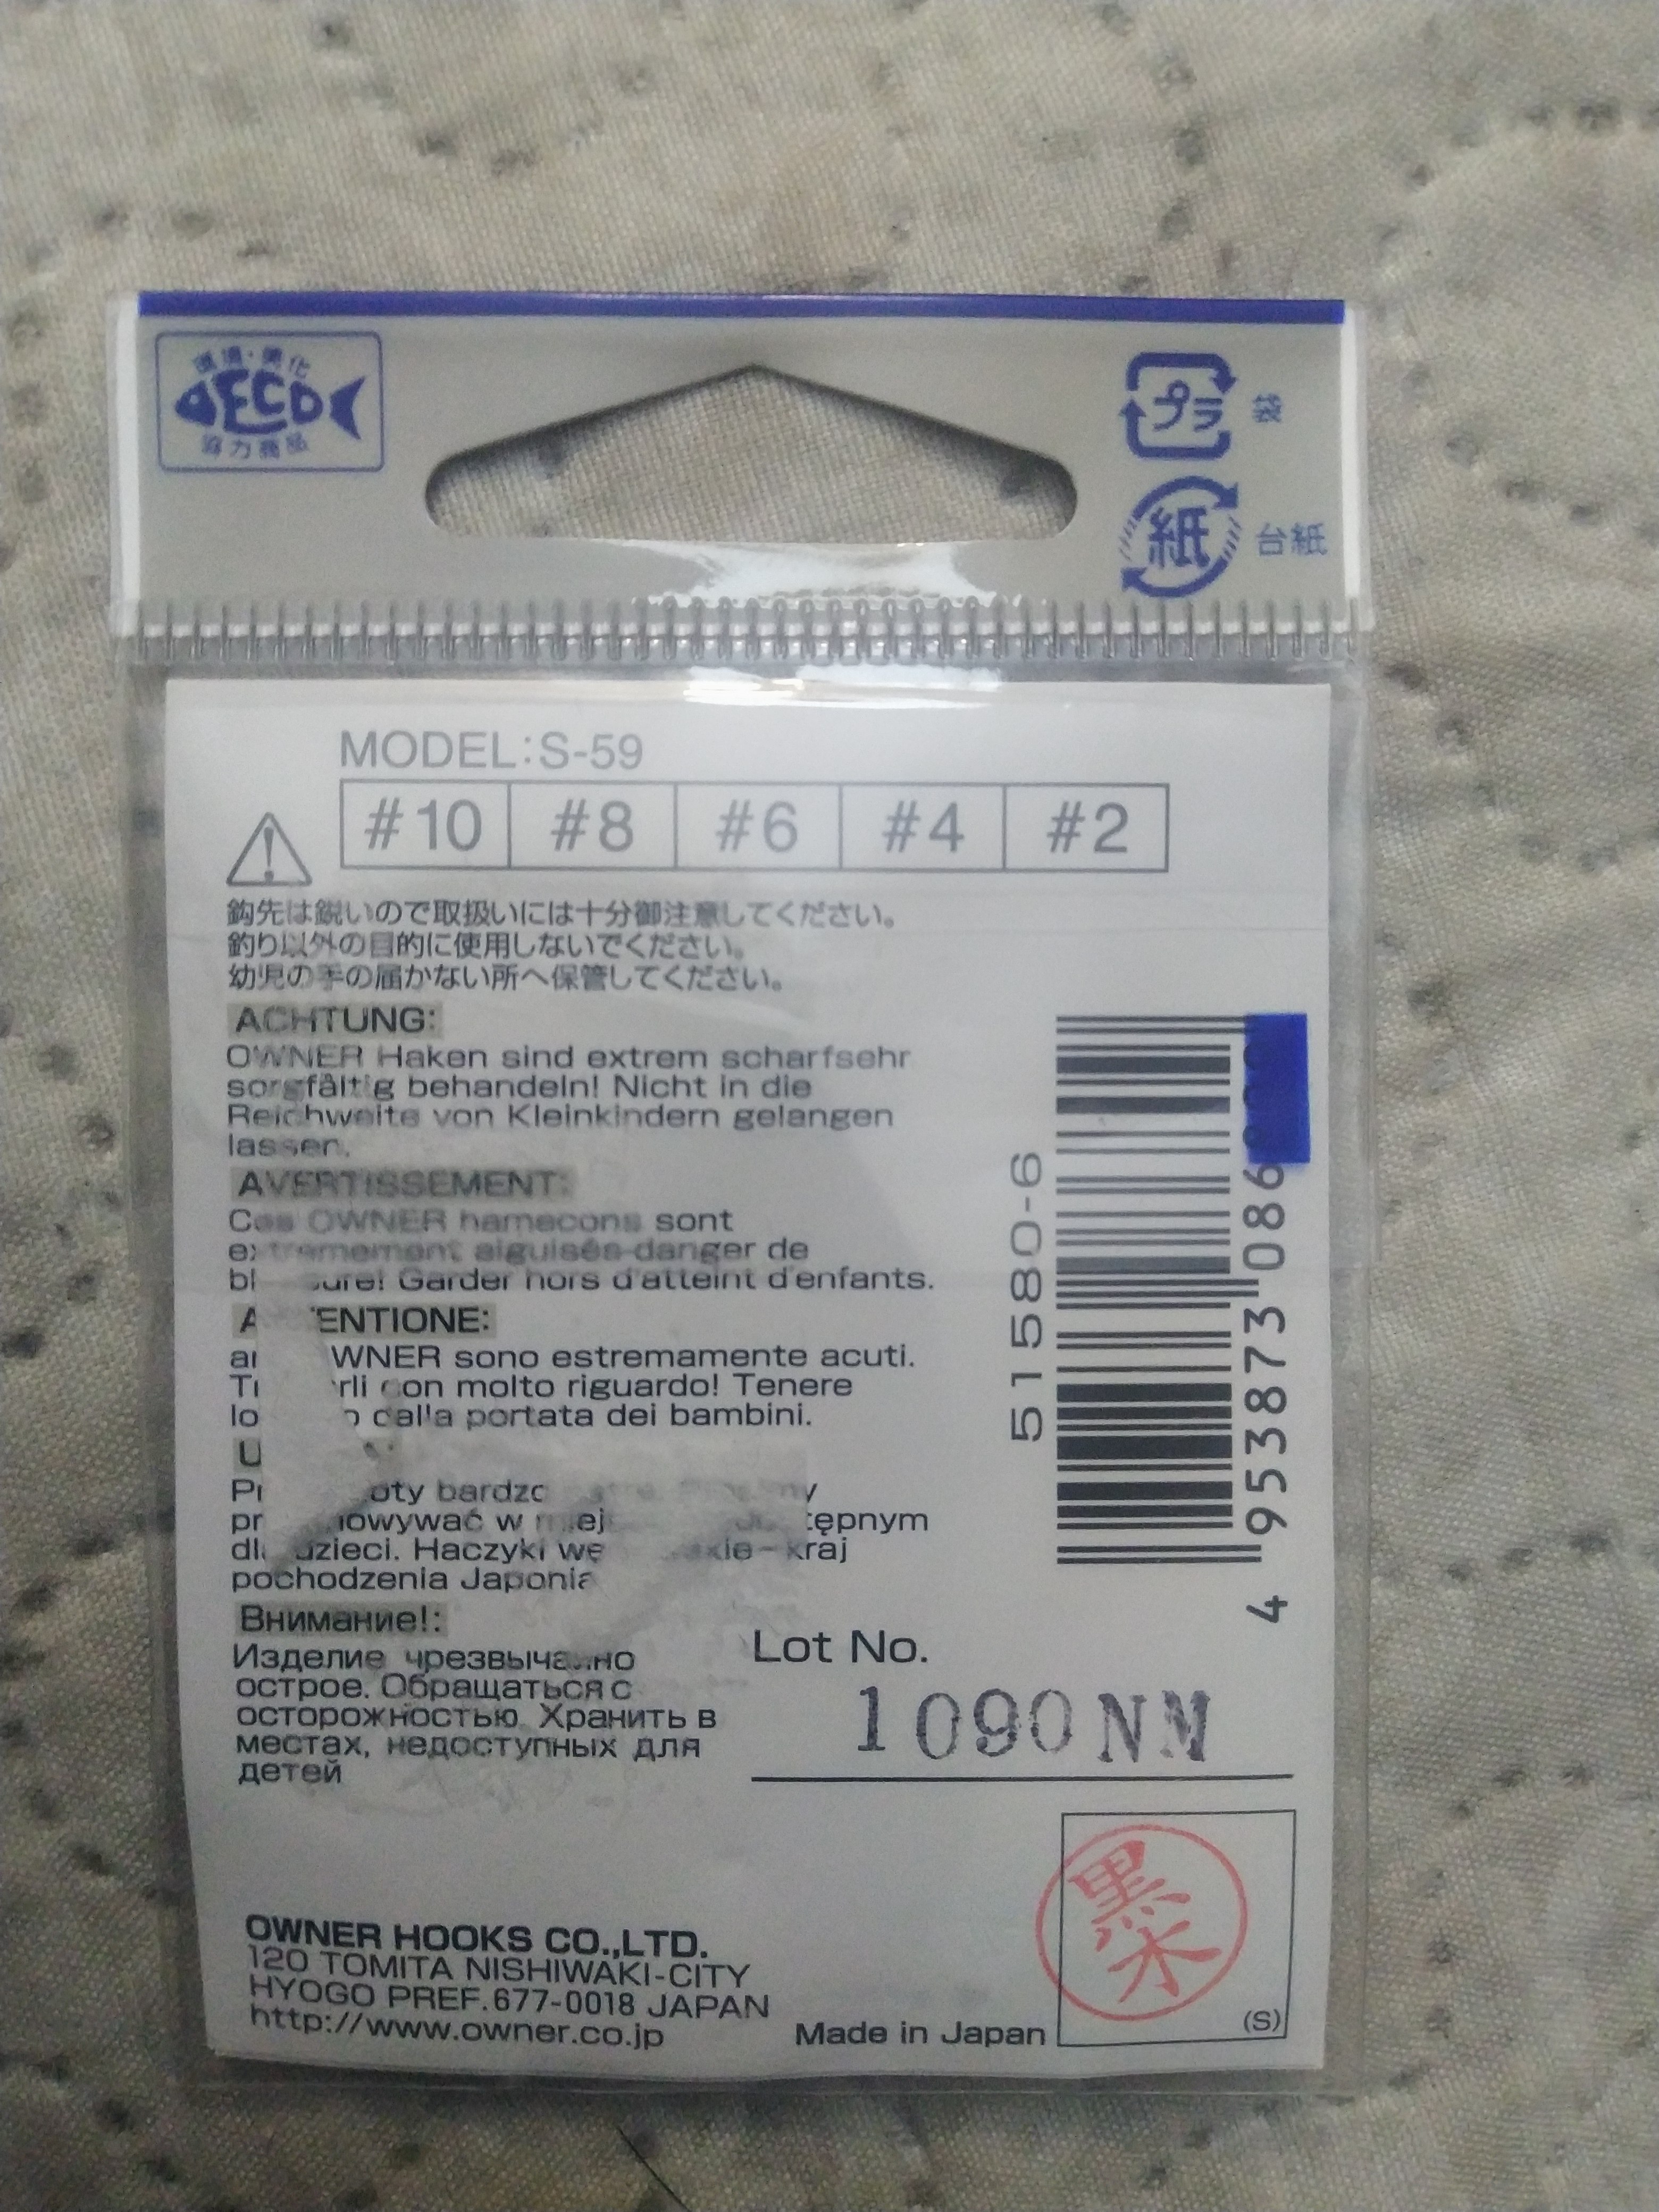 環境・美化
ECO
協力商品
プラ 袋
紙 台紙
MODEL:S-59
#10 #8 #6 #4 #2
鈎先は鋭いので取扱いには十分御注意してください。
釣り以外の目的に使用しないでください。
幼児の手の届かない所へ保管してください。
ACHTUNG:
OWNER Haken sind extrem scharfsehr
sorgfältig behandeln! Nicht in die
Reichweite von Kleinkindern gelangen
lassen.
AVERTISSEMENT:
Ces OWNER hamecons sont
extremement aiguisés-danger de
Garder hors d'atteint d'enfants.
sono estremamente acuti.
con molto riguardo! Tenere
dalla portata dei bambini.
w
dzieci. Haczyki kraj
pochodzenia Japonia
Внимание!:
Изделие чрезвычайно
острое. Обращаться с
осторожностью. Хранить в
местах, недоступных для
детей
51580-6
4 953873 086
Lot No.
1090NM
OWNER HOOKS CO.,LTD.
120 TOMITA NISHIWAKI-CITY
HYOGO PREF.677-0018 JAPAN
http://www.owner.co.jp
Made in Japan
黒水
(S)